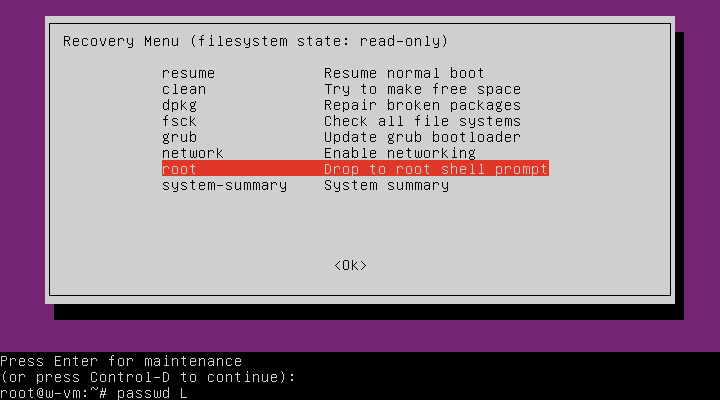 Recovery Menu (filesystem state: read-only)
resume Resume normal boot
clean Try to make free space
dpkg Repair broken packages
fsck Check all file systems
grub Update grub bootloader
network Enable networking
root Drop to root shell prompt
system-summary System summary
<Ok>
Press Enter for maintenance
(or press Control-D to continue):
root@w-vm:~# passwd L